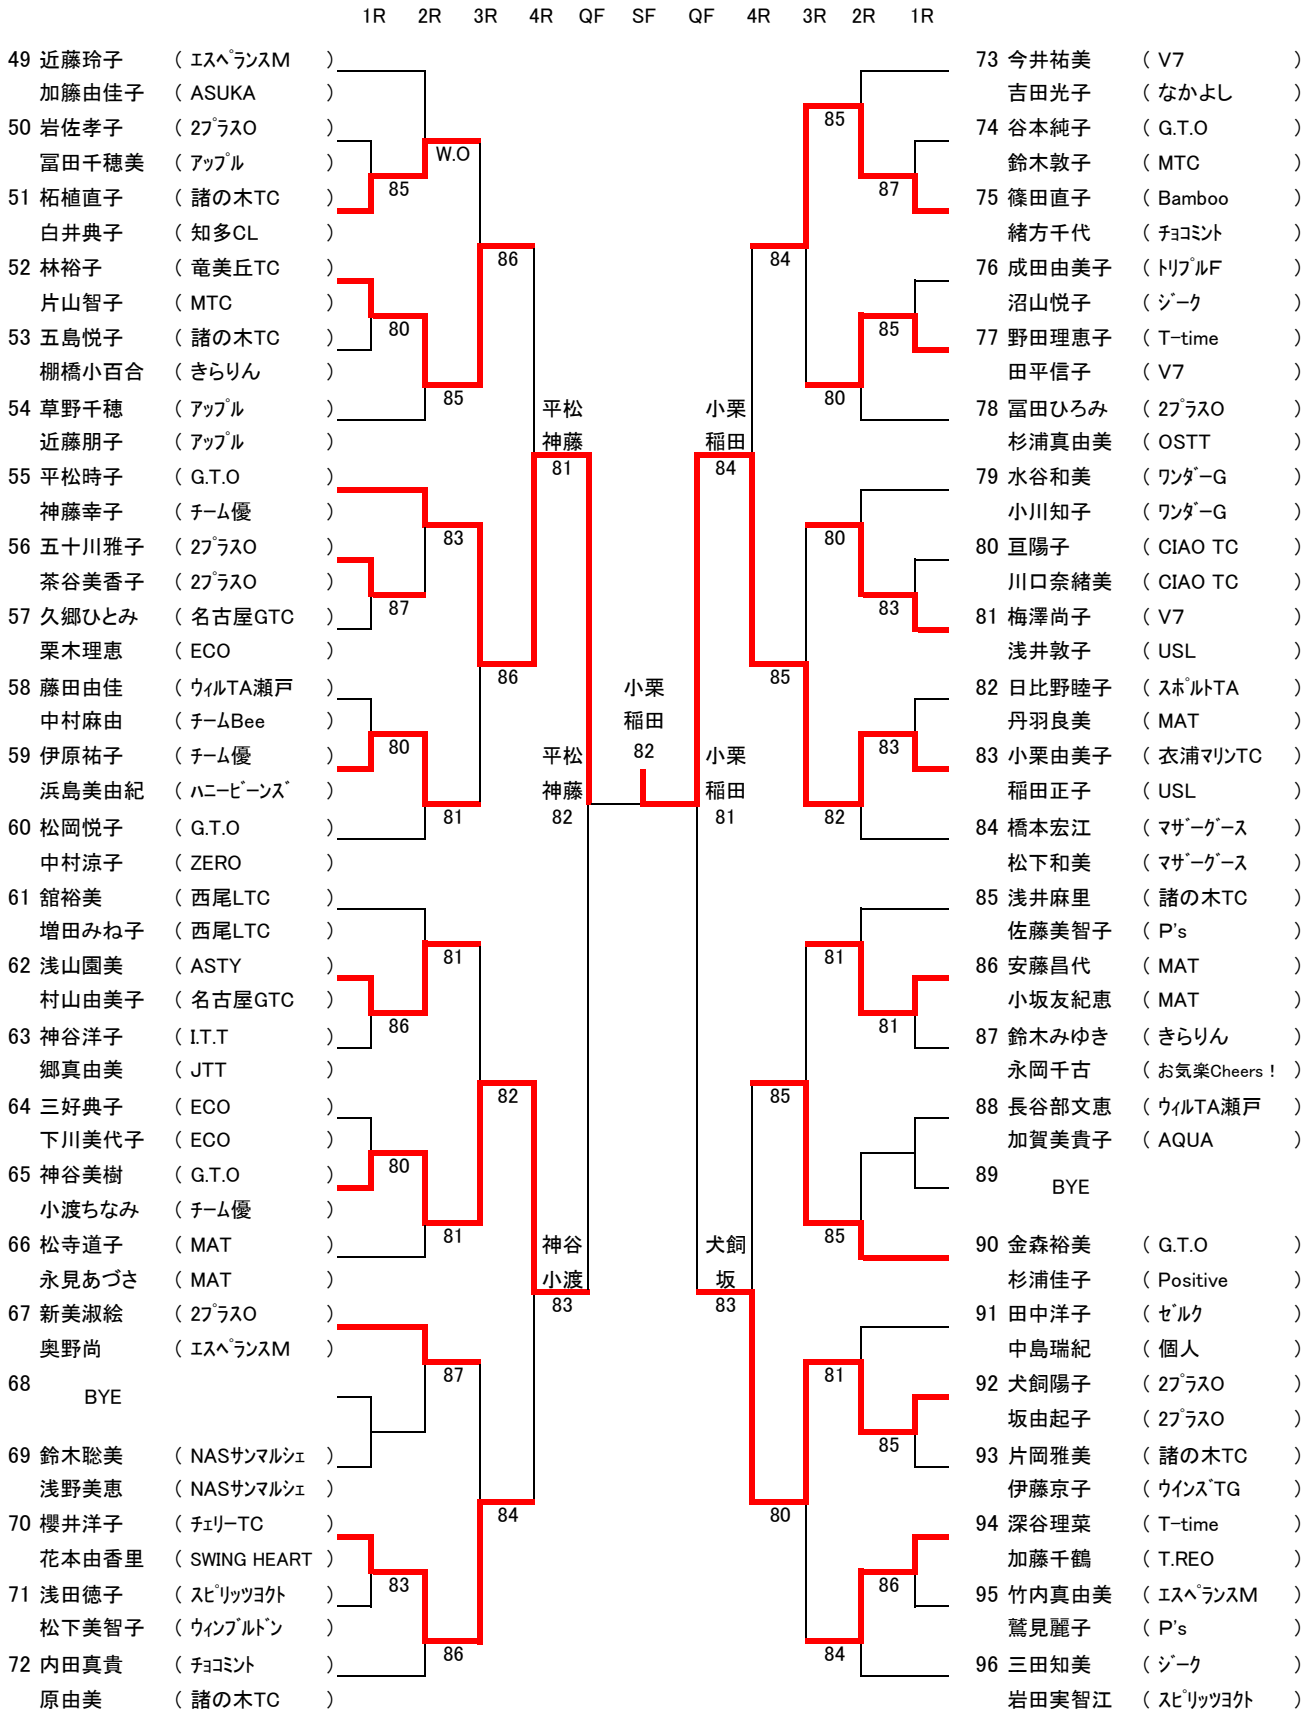 1R 2R 3R 4R QF SF QF 4R 3R 2R 1R
49 近藤玲子 ( エスペランスM )
加籐由佳子 ( ASUKA )
50 岩佐孝子 ( 2プラスO )
冨田千穂美 ( アップル )
51 柘植直子 ( 諸の木TC )
白井典子 ( 知多CL )
52 林裕子 ( 竜美丘TC )
片山智子 ( MTC )
53 五島悦子 ( 諸の木TC )
棚橋小百合 ( きらりん )
54 草野千穂 ( アップル )
近藤朋子 ( アップル )
55 平松時子 ( G.T.O )
神藤幸子 ( チーム優 )
56 五十川雅子 ( 2プラスO )
茶谷美香子 ( 2プラスO )
57 久郷ひとみ ( 名古屋GTC )
栗木理恵 ( ECO )
58 藤田由佳 ( ウィルTA瀬戸 )
中村麻由 ( チームBee )
59 伊原祐子 ( チーム優 )
浜島美由紀 ( ハニービーンズ )
60 松岡悦子 ( G.T.O )
中村涼子 ( ZERO )
61 舘裕美 ( 西尾LTC )
増田みね子 ( 西尾LTC )
62 浅山園美 ( ASTY )
村山由美子 ( 名古屋GTC )
63 神谷洋子 ( I.T.T )
郷真由美 ( JTT )
64 三好典子 ( ECO )
下川美代子 ( ECO )
65 神谷美樹 ( G.T.O )
小渡ちなみ ( チーム優 )
66 松寺道子 ( MAT )
永見あづさ ( MAT )
67 新美淑絵 ( 2プラスO )
奥野尚 ( エスペランスM )
68
BYE
69 鈴木聡美 ( NASサンマルシェ )
浅野美恵 ( NASサンマルシェ )
70 櫻井洋子 ( チェリーTC )
花本由香里 ( SWING HEART )
71 浅田徳子 ( スピリッツヨクト )
松下美智子 ( ウィンブルドン )
72 内田真貴 ( チョコミント )
原由美 ( 諸の木TC )
85
80
87
80
86
80
83
W.O
85
83
81
81
81
87
86
86
86
82
84
平松
神藤
81
神谷
小渡
83
平松
神藤
82
小栗
稲田
82
小栗
稲田
81
小栗
稲田
84
犬飼
坂
83
84
85
85
80
85
80
80
82
81
85
81
84
87
85
83
83
81
85
86
73 今井祐美 ( V7 )
吉田光子 ( なかよし )
74 谷本純子 ( G.T.O )
鈴木敦子 ( MTC )
75 篠田直子 ( Bamboo )
緒方千代 ( チョコミント )
76 成田由美子 ( トリプルF )
沼山悦子 ( ジーク )
77 野田理恵子 ( T-time )
田平信子 ( V7 )
78 冨田ひろみ ( 2プラスO )
杉浦真由美 ( OSTT )
79 水谷和美 ( ワンダーG )
小川知子 ( ワンダーG )
80 亘陽子 ( CIAO TC )
川口奈緒美 ( CIAO TC )
81 梅澤尚子 ( V7 )
浅井敦子 ( USL )
82 日比野睦子 ( スポルトTA )
丹羽良美 ( MAT )
83 小栗由美子 ( 衣浦マリンTC )
稲田正子 ( USL )
84 橋本宏江 ( マザーグース )
松下和美 ( マザーグース )
85 浅井麻里 ( 諸の木TC )
佐藤美智子 ( P's )
86 安藤昌代 ( MAT )
小坂友紀恵 ( MAT )
87 鈴木みゆき ( きらりん )
永岡千古 ( お気楽Cheers！ )
88 長谷部文恵 ( ウィルTA瀬戸 )
加賀美貴子 ( AQUA )
89
BYE
90 金森裕美 ( G.T.O )
杉浦佳子 ( Positive )
91 田中洋子 ( ゼルク )
中島瑞紀 ( 個人 )
92 犬飼陽子 ( 2プラスO )
坂由起子 ( 2プラスO )
93 片岡雅美 ( 諸の木TC )
伊藤京子 ( ウインズTG )
94 深谷理菜 ( T-time )
加藤千鶴 ( T.REO )
95 竹内真由美 ( エスペランスM )
鷲見麗子 ( P's )
96 三田知美 ( ジーク )
岩田実智江 ( スピリッツヨクト )